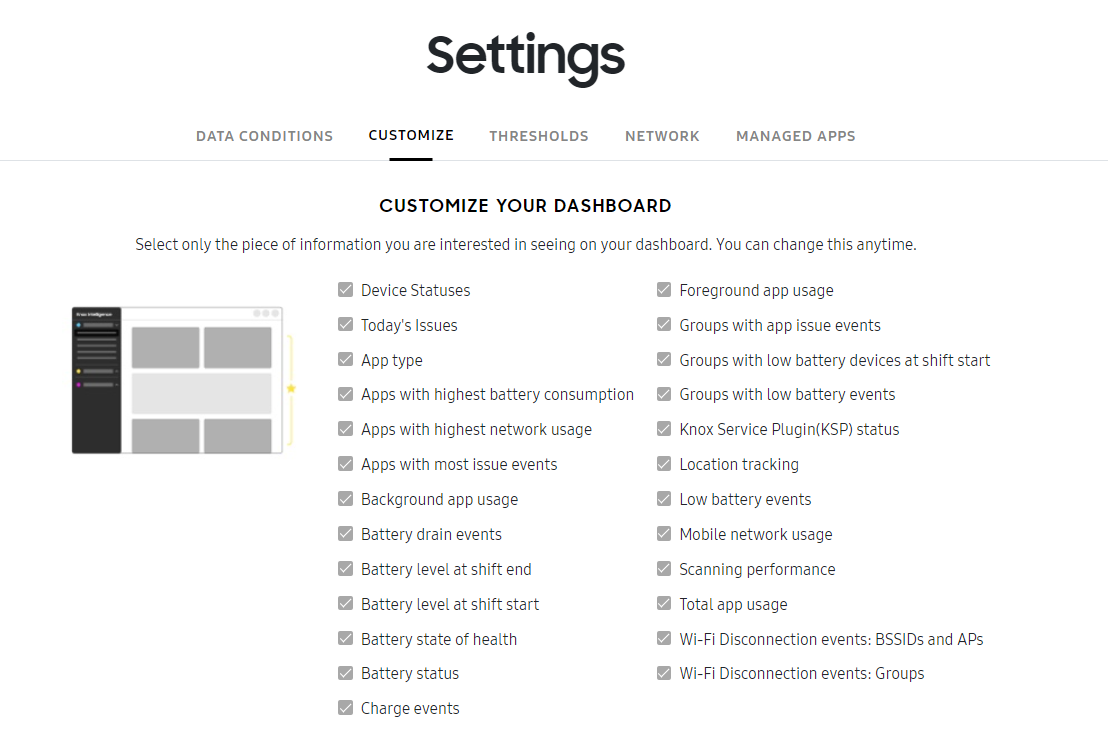 Settings
DATA CONDITIONS
CUSTOMIZE
THRESHOLDS
NETWORK
MANAGED APPS
CUSTOMIZE YOUR DASHBOARD
Select only the piece of information you are interested in seeing on your dashboard. You can change this anytime.
Knox Intelligence
Device Statuses
Today's Issues
App type
Apps with highest battery consumption
Apps with highest network usage
Apps with most issue events
Background app usage
Battery drain events
Battery level at shift end
Battery level at shift start
Battery state of health
Battery status
Charge events
Foreground app usage
Groups with app issue events
Groups with low battery devices at shift start
Groups with low battery events
Knox Service Plugin(KSP) status
Location tracking
Low battery events
Mobile network usage
Scanning performance
Total app usage
Wi-Fi Disconnection events: BSSIDs and APs
Wi-Fi Disconnection events: Groups